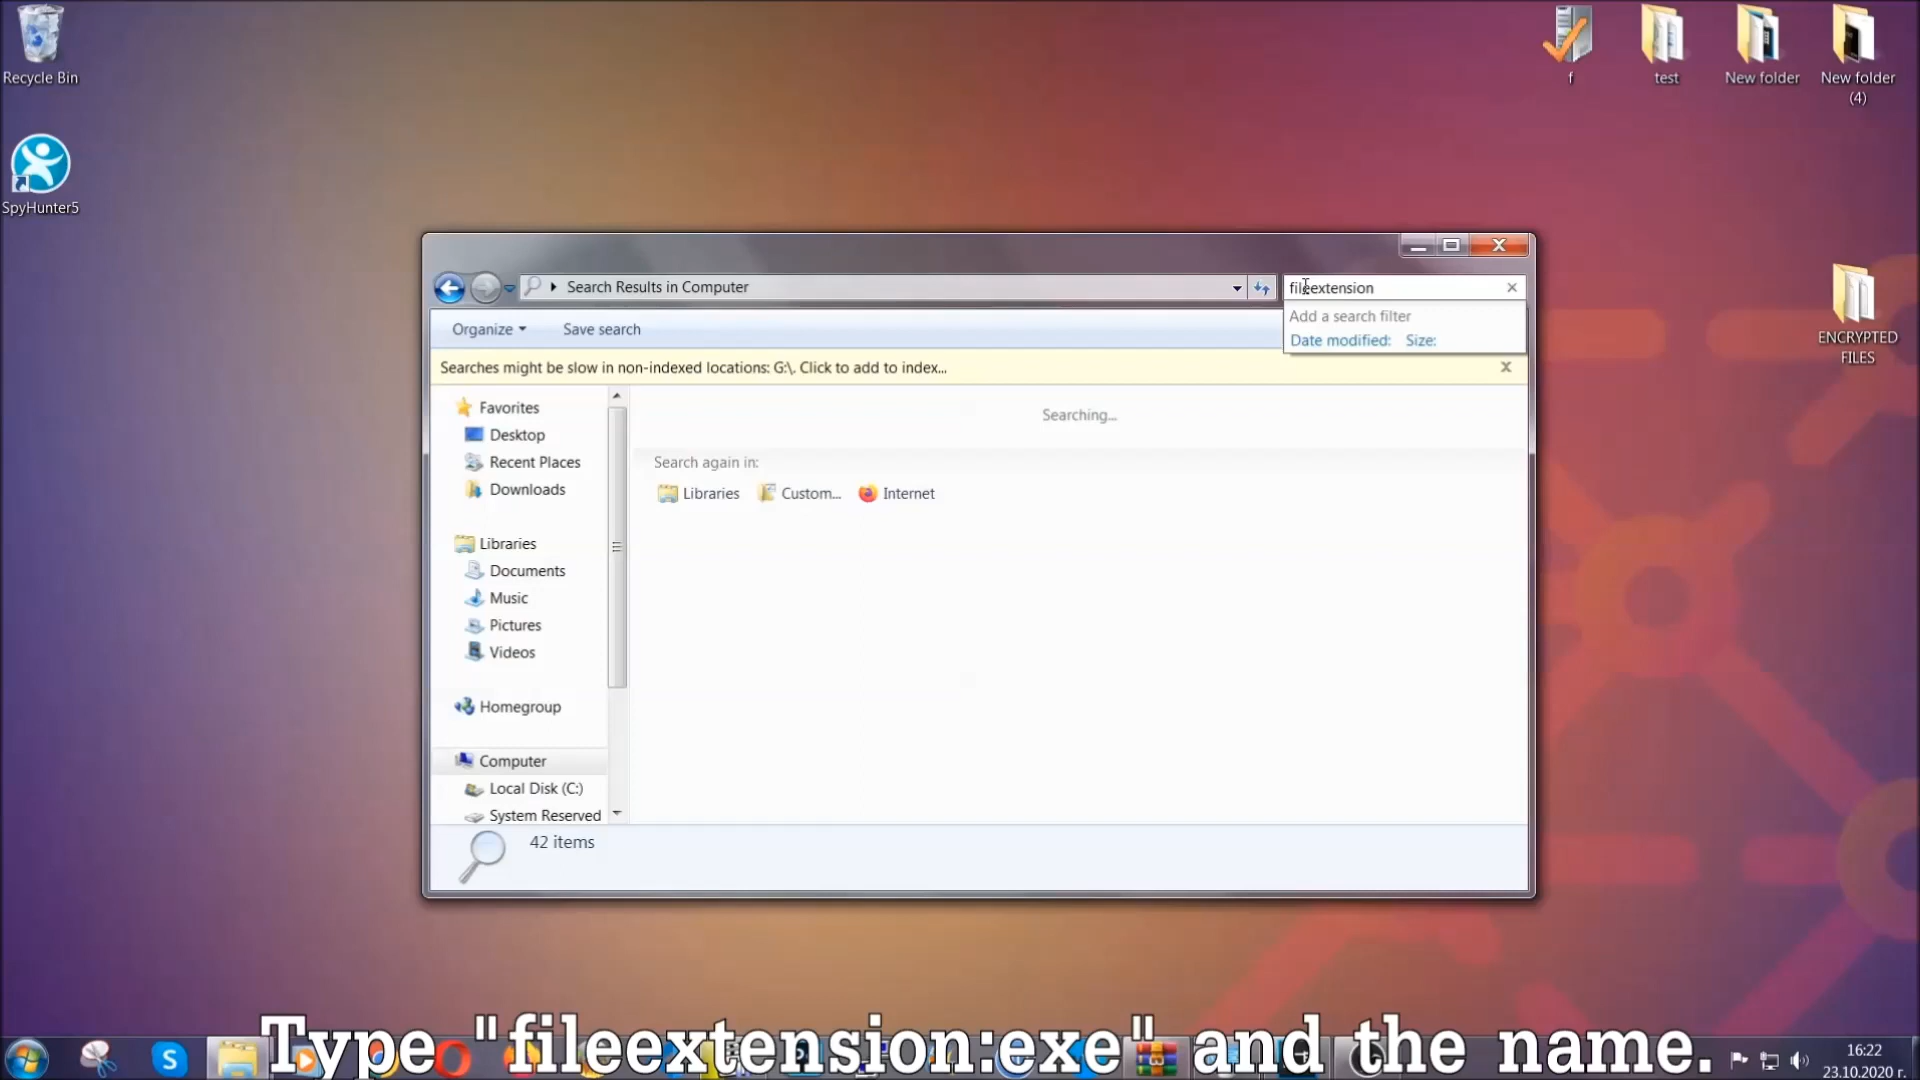 Recycle Bin
SpyHunter5
f
test
New folder
New folder
(4)
ENCRYPTED
FILES
Search Results in Computer
fileextension
Add a search filter
Date modified: Size:
Organize
Save search
Searches might be slow in non-indexed locations: G:\. Click to add to index...
Favorites
Desktop
Recent Places
Downloads
Libraries
Documents
Music
Pictures
Videos
Homegroup
Computer
Local Disk (C:)
System Reserved
Searching...
Search again in:
Libraries
Custom...
Internet
42 items
Type "fileextension:exe" and the name.
16:22
23.10.2020 г.